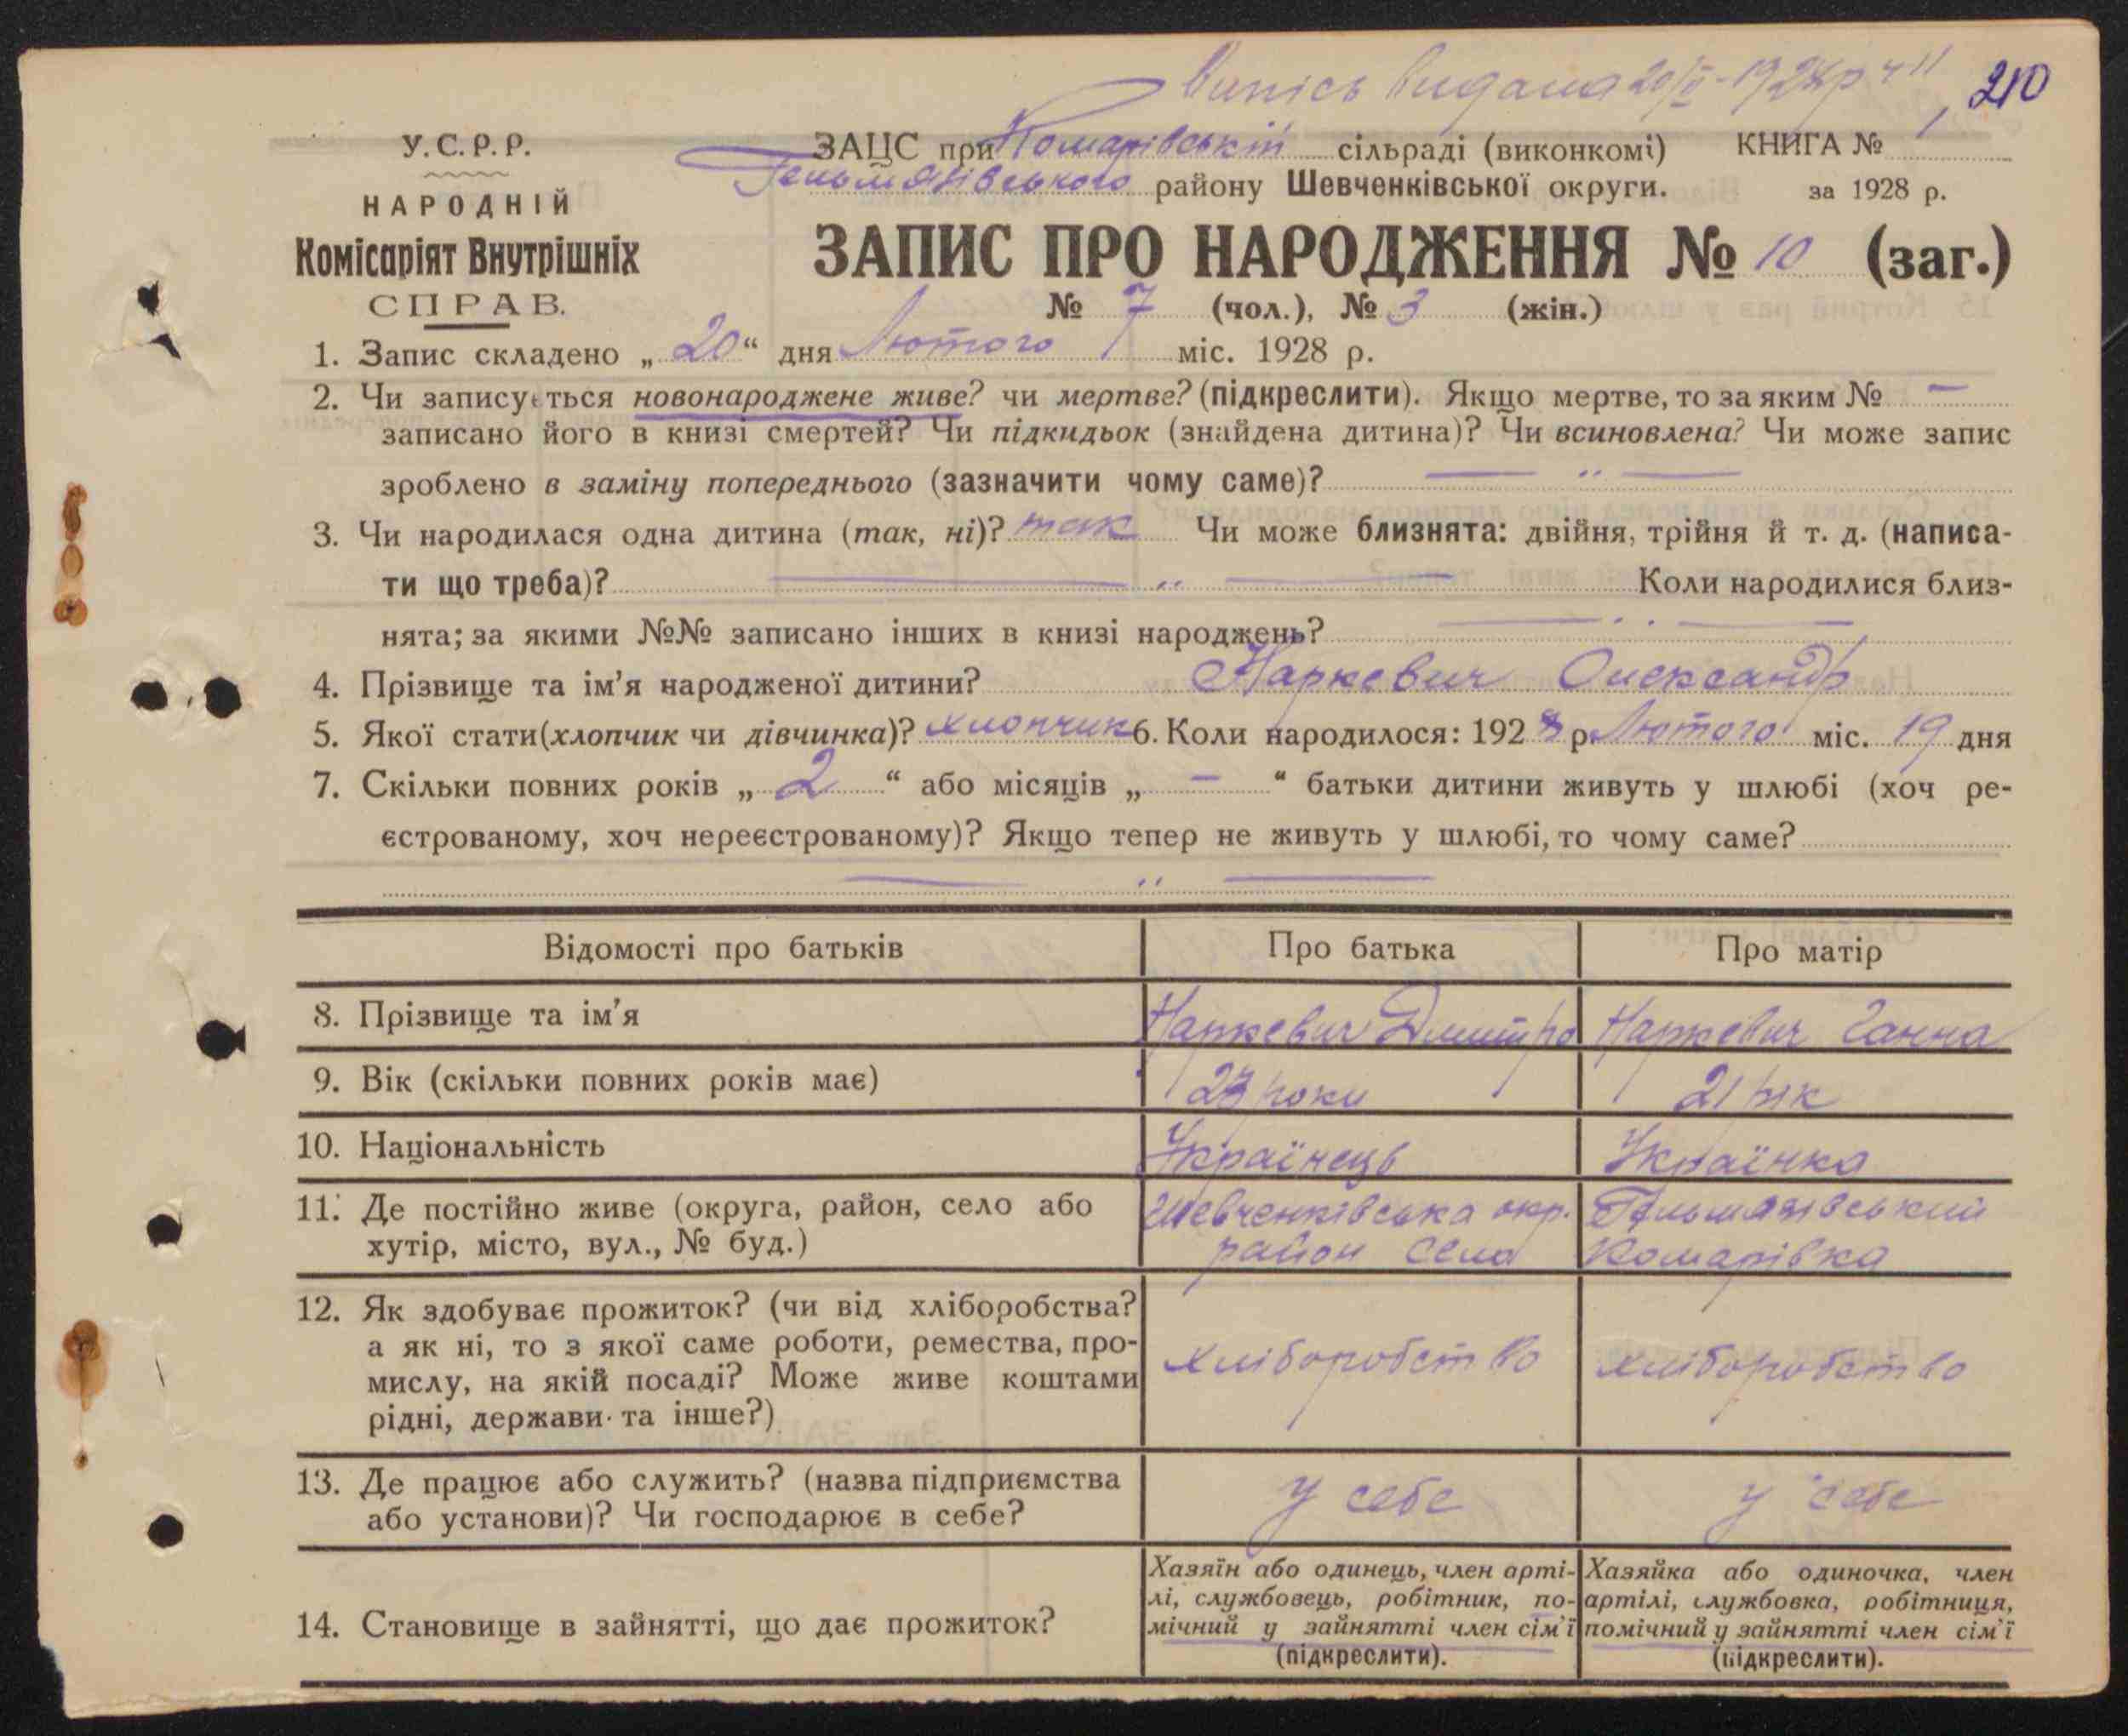 Випісь видана 20/II-1928р ч 11 210
У.С.Р.Р. ЗАЦС при Комарівській сільраді (виконкомі) КНИГА № 1
Гельмязівського району Шевченківської округи. за 1928 р.
НАРОДНІЙ
Комісаріят Внутрішніх
СПРАВ.
ЗАПИС ПРО НАРОДЖЕННЯ № 10 (заг.)
№ 7 (чол.), № 3 (жін.)
1. Запис складено „20“ дня Лютого міс. 1928 р.
2. Чи записується новонароджене живе? чи мертве? (підкреслити). Якщо мертве, то за яким № —
записано його в книзі смертей? Чи підкидьок (знайдена дитина)? Чи всиновлена? Чи може запис
зроблено в заміну попереднього (зазначити чому саме)? — „ —
3. Чи народилася одна дитина (так, ні)? так Чи може близнята: двійня, трійня й т. д. (написа-
ти що треба)? — „ — Коли народилися близ-
нята; за якими №№ записано інших в книзі народжень? — „ —
4. Прізвище та ім’я народженої дитини? Наркевич Олександр
5. Якої стати (хлопчик чи дівчинка)? хлопчик 6. Коли народилося: 1928 р. Лютого міс. 19 дня
7. Скільки повних років „2“ або місяців „—“ батьки дитини живуть у шлюбі (хоч ре-
єстрованому, хоч нереєстрованому)? Якщо тепер не живуть у шлюбі, то чому саме?
— „ —
Відомості про батьків Про батька Про матір
8. Прізвище та ім’я Наркевич Дмитро Наркевич Ганна
9. Вік (скільки повних років має) роки 21 рік
10. Національність Українець Українка
11. Де постійно живе (округа, район, село або Шевченківська окр. Гельмязівський
хутір, місто, вул., № буд.) район село Комарівка
12. Як здобуває прожиток? (чи від хліборобства?
а як ні, то з якої саме роботи, ремества, про- хліборобство хліборобство
мислу, на якій посаді? Може живе коштами
рідні, держави та інше?)
13. Де працює або служить? (назва підприємства у себе у себе
або установи)? Чи господарює в себе?
14. Становище в зайнятті, що дає прожиток?
Хазяїн або одинець, член арті-
лі, службовець, робітник, по-
мічний у зайнятті член сім’ї
(підкреслити).
Хазяйка або одиночка, член
артілі, службовка, робітниця,
помічний у зайнятті член сім’ї
(підкреслити).